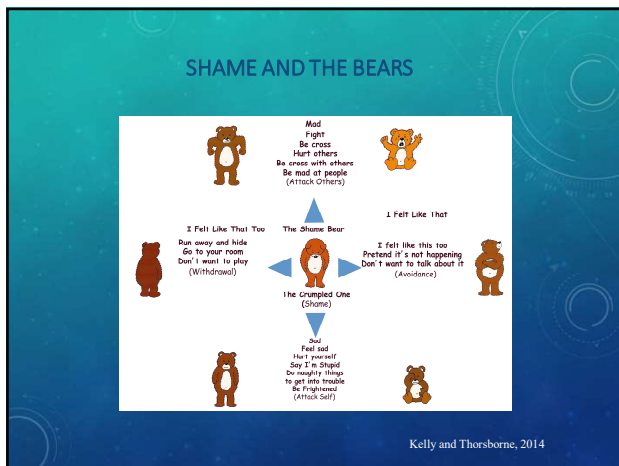 SHAME AND THE BEARS
Mad
Fight
Be cross
Hurt others
Be cross with others
Be mad at people
(Attack Others)
I Felt Like That
I Felt Like That Too
The Shame Bear
Run away and hide
Go to your room
Don't want to play
(Withdrawal)
I felt like this too
Pretend it's not happening
Don't want to talk about it
(Avoidance)
The Crumpled One
(Shame)
Sad
Feel sad
Hurt yourself
Say I'm Stupid
Do naughty things
to get into trouble
Be Frightened
(Attack Self)
Kelly and Thorsborne, 2014